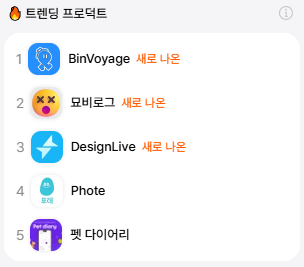 트렌딩 프로덕트
1 BinVoyage 새로 나온
2 묘비로그 새로 나온
3 DesignLive 새로 나온
4 포레 Phote
5 Pet diary 펫 다이어리